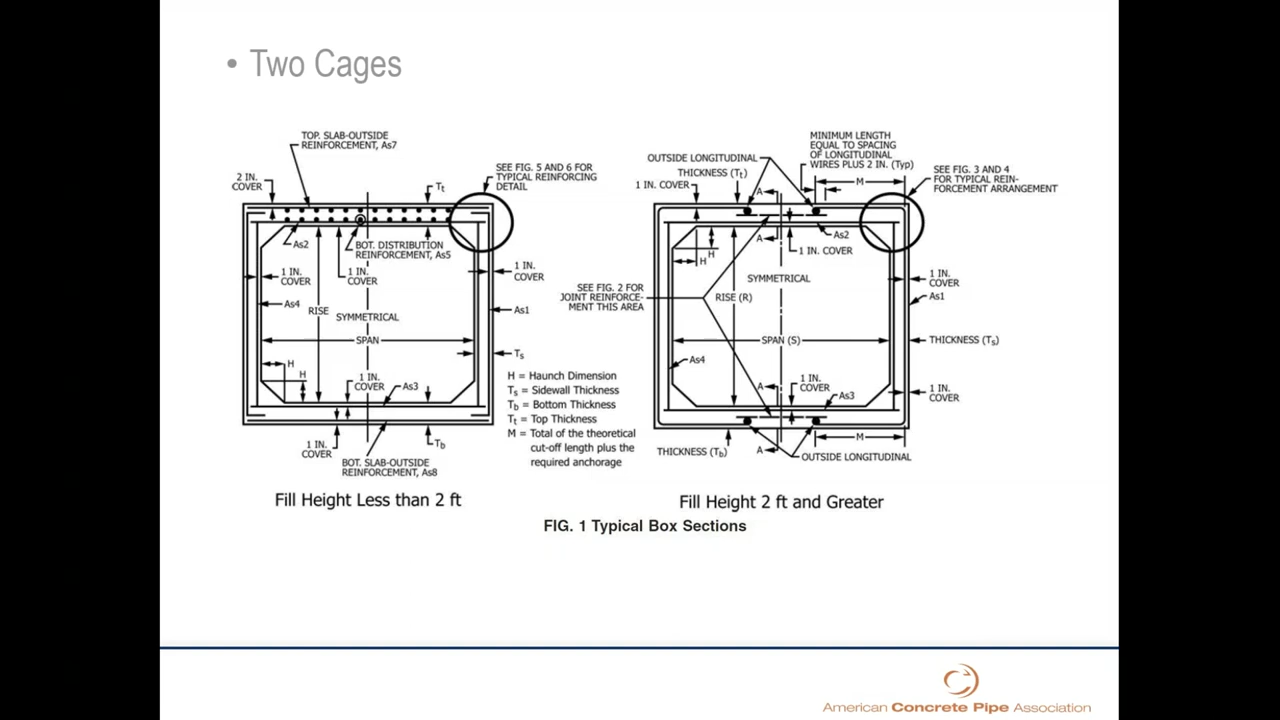 • Two Cages
TOP. SLAB-OUTSIDE
REINFORCEMENT, As7
2 IN.
COVER
Tt
SEE FIG. 5 AND 6 FOR
TYPICAL REINFORCING
DETAIL
As2
BOT. DISTRIBUTION
REINFORCEMENT, As5
1 IN.
COVER
1 IN.
COVER
1 IN.
COVER
As4
RISE
SYMMETRICAL
As1
SPAN
Ts
H
H
1 IN.
COVER
As3
1 IN.
COVER
Tb
BOT. SLAB-OUTSIDE
REINFORCEMENT, As8
Fill Height Less than 2 ft
H = Haunch Dimension
Ts = Sidewall Thickness
Tb = Bottom Thickness
Tt = Top Thickness
M = Total of the theoretical
cut-off length plus the
required anchorage
MINIMUM LENGTH
EQUAL TO SPACING
OF LONGITUDINAL
WIRES PLUS 2 IN. (Typ)
OUTSIDE LONGITUDINAL
THICKNESS (Tt)
1 IN. COVER
A
M
SEE FIG. 3 AND 4
FOR TYPICAL REIN-
FORCEMENT ARRANGEMENT
A
As2
1 IN. COVER
H
H
SYMMETRICAL
1 IN.
COVER
SEE FIG. 2 FOR
JOINT REINFORCE-
MENT THIS AREA
RISE (R)
As1
SPAN (S)
THICKNESS (Ts)
As4
1 IN.
COVER
A
As3
1 IN.
COVER
M
THICKNESS (Tb)
A
OUTSIDE LONGITUDINAL
Fill Height 2 ft and Greater
FIG. 1 Typical Box Sections
American Concrete Pipe Association